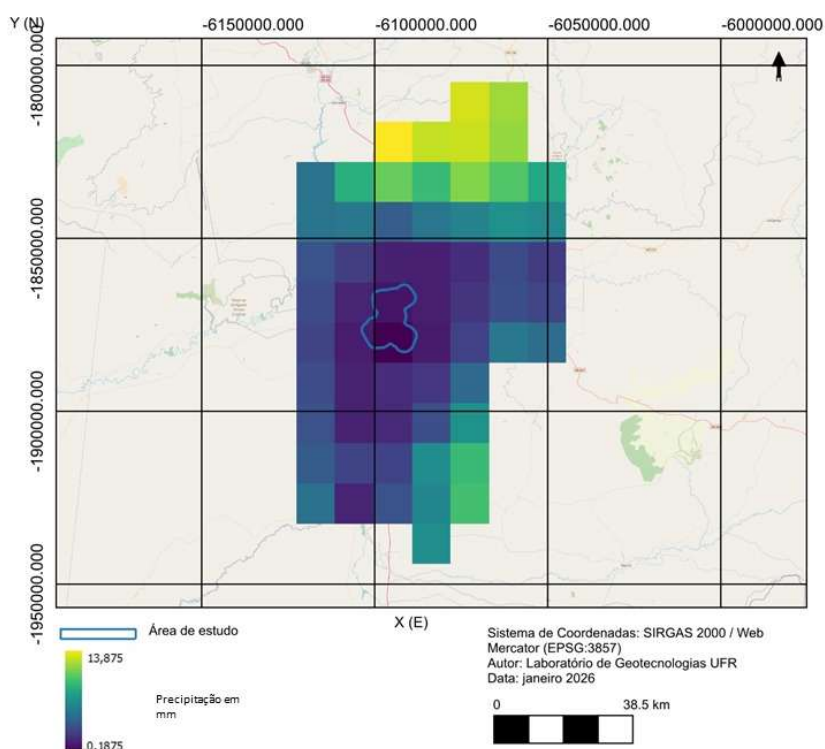 Y (N)
-6150000.000
-6100000.000
-6050000.000
-6000000.000
-1800000.000
-1850000.000
-1900000.000
-1950000.000
X (E)
Área de estudo
13,875
Precipitação em
mm
0,1875
Sistema de Coordenadas: SIRGAS 2000 / Web
Mercator (EPSG:3857)
Autor: Laboratório de Geotecnologias UFR
Data: janeiro 2026
0
38.5 km